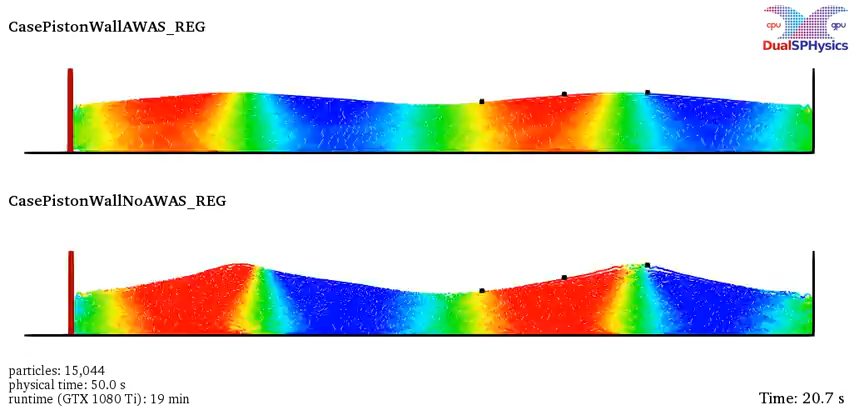 CasePistonWallAWAS_REG
cpu gpu
DualSPHysics
CasePistonWallNoAWAS_REG
particles: 15,044
physical time: 50.0 s
runtime (GTX 1080 Ti): 19 min
Time: 20.7 s